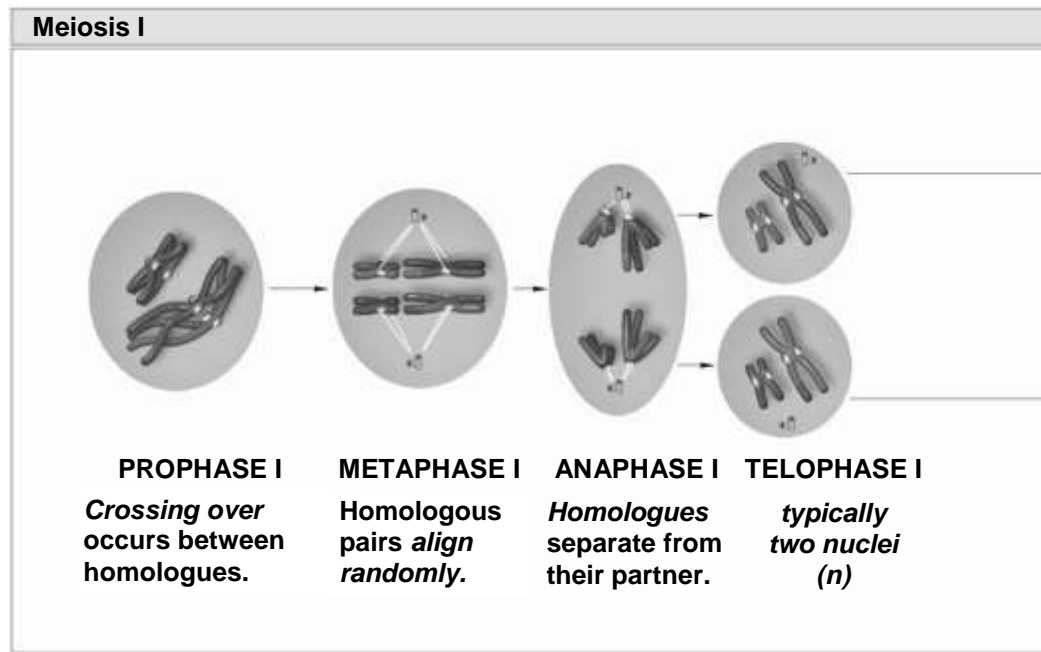 Meiosis I
PROPHASE I
METAPHASE I
ANAPHASE I
TELOPHASE I
Crossing over
occurs between
homologues.
Homologous
pairs align
randomly.
Homologues
separate from
their partner.
typically
two nuclei
(n)